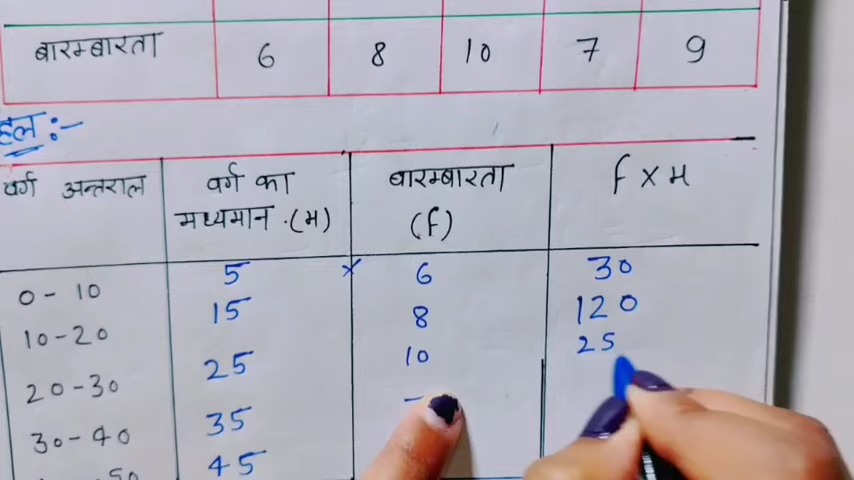 बारम्बारता 6 8 10 7 9
हल :-
वर्ग अन्तराल वर्ग का मध्यमान.(म) बारम्बारता (f) f × म
0-10 5 × 6 30
10-20 15 8 120
20-30 25 10 25
30-40 35
50 45